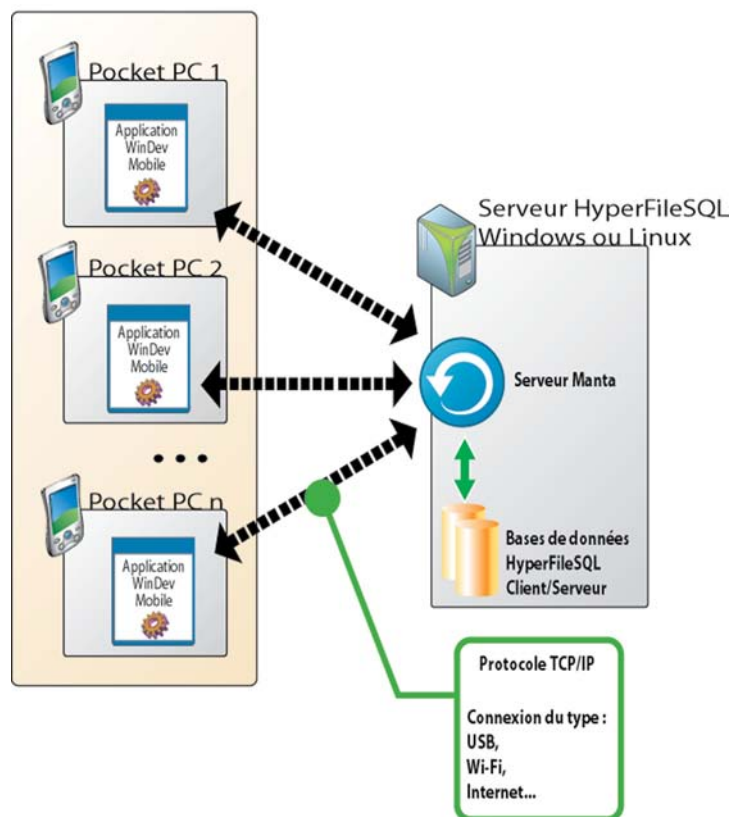 Pocket PC 1
Application
WinDev
Mobile
Pocket PC 2
Application
WinDev
Mobile
...
Pocket PC n
Application
WinDev
Mobile
Serveur HyperFileSQL
Windows ou Linux
Serveur Manta
Bases de données
HyperFileSQL
Client/Serveur
Protocole TCP/IP
Connexion du type :
USB,
Wi-Fi,
Internet...